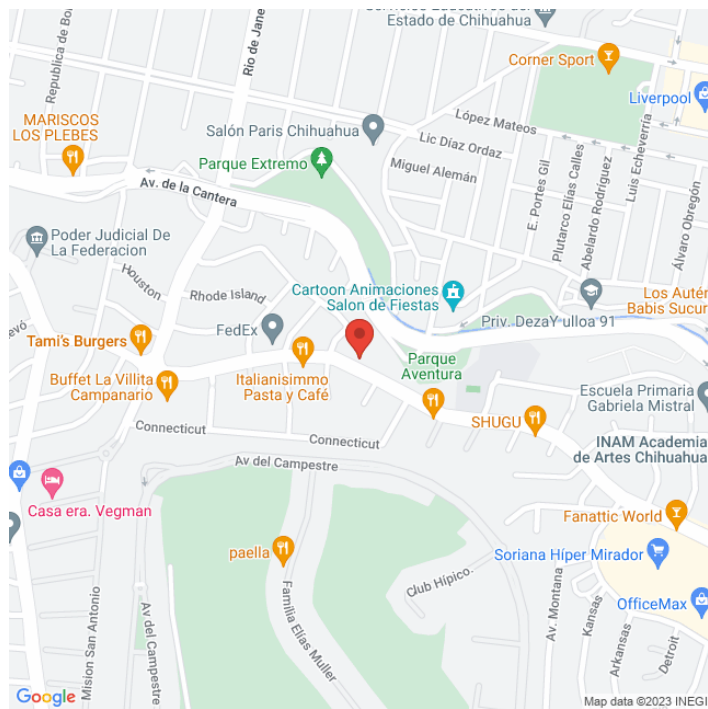 Estado de Chihuahua
Republica de Bo
Rio de Jane
Corner Sport
Liverpool
MARISCOS
LOS PLEBES
Salón Paris Chihuahua
López Mateos
Lic Díaz Ordaz
Miguel Alemán
Parque Extremo
Av. de la Cantera
E. Portes Gil
Plutarco Elías Calles
Abelardo Rodríguez
Luis Echeverría
Álvaro Obregón
Poder Judicial De
La Federacion
Houston
Rhode Island
Cartoon Animaciones
Salon de Fiestas
Los Autén
Babis Sucur
Priv. DezaY ulloa 91
FedEx
Tami's Burgers
Parque
Aventura
Italianisimmo
Pasta y Café
Buffet La Villita
Campanario
Escuela Primaria
Gabriela Mistral
SHUGU
Connecticut
Connecticut
INAM Academia
de Artes Chihuahua
Av del Campestre
Casa era. Vegman
Fanattic World
paella
Soriana Híper Mirador
Club Hípico.
OfficeMax
Familia Elías Muller
Av. Montana
Kansas
Arkansas
Detroit
Mision San Antonio
Av del Campestre
Google
Map data ©2023 INEGI